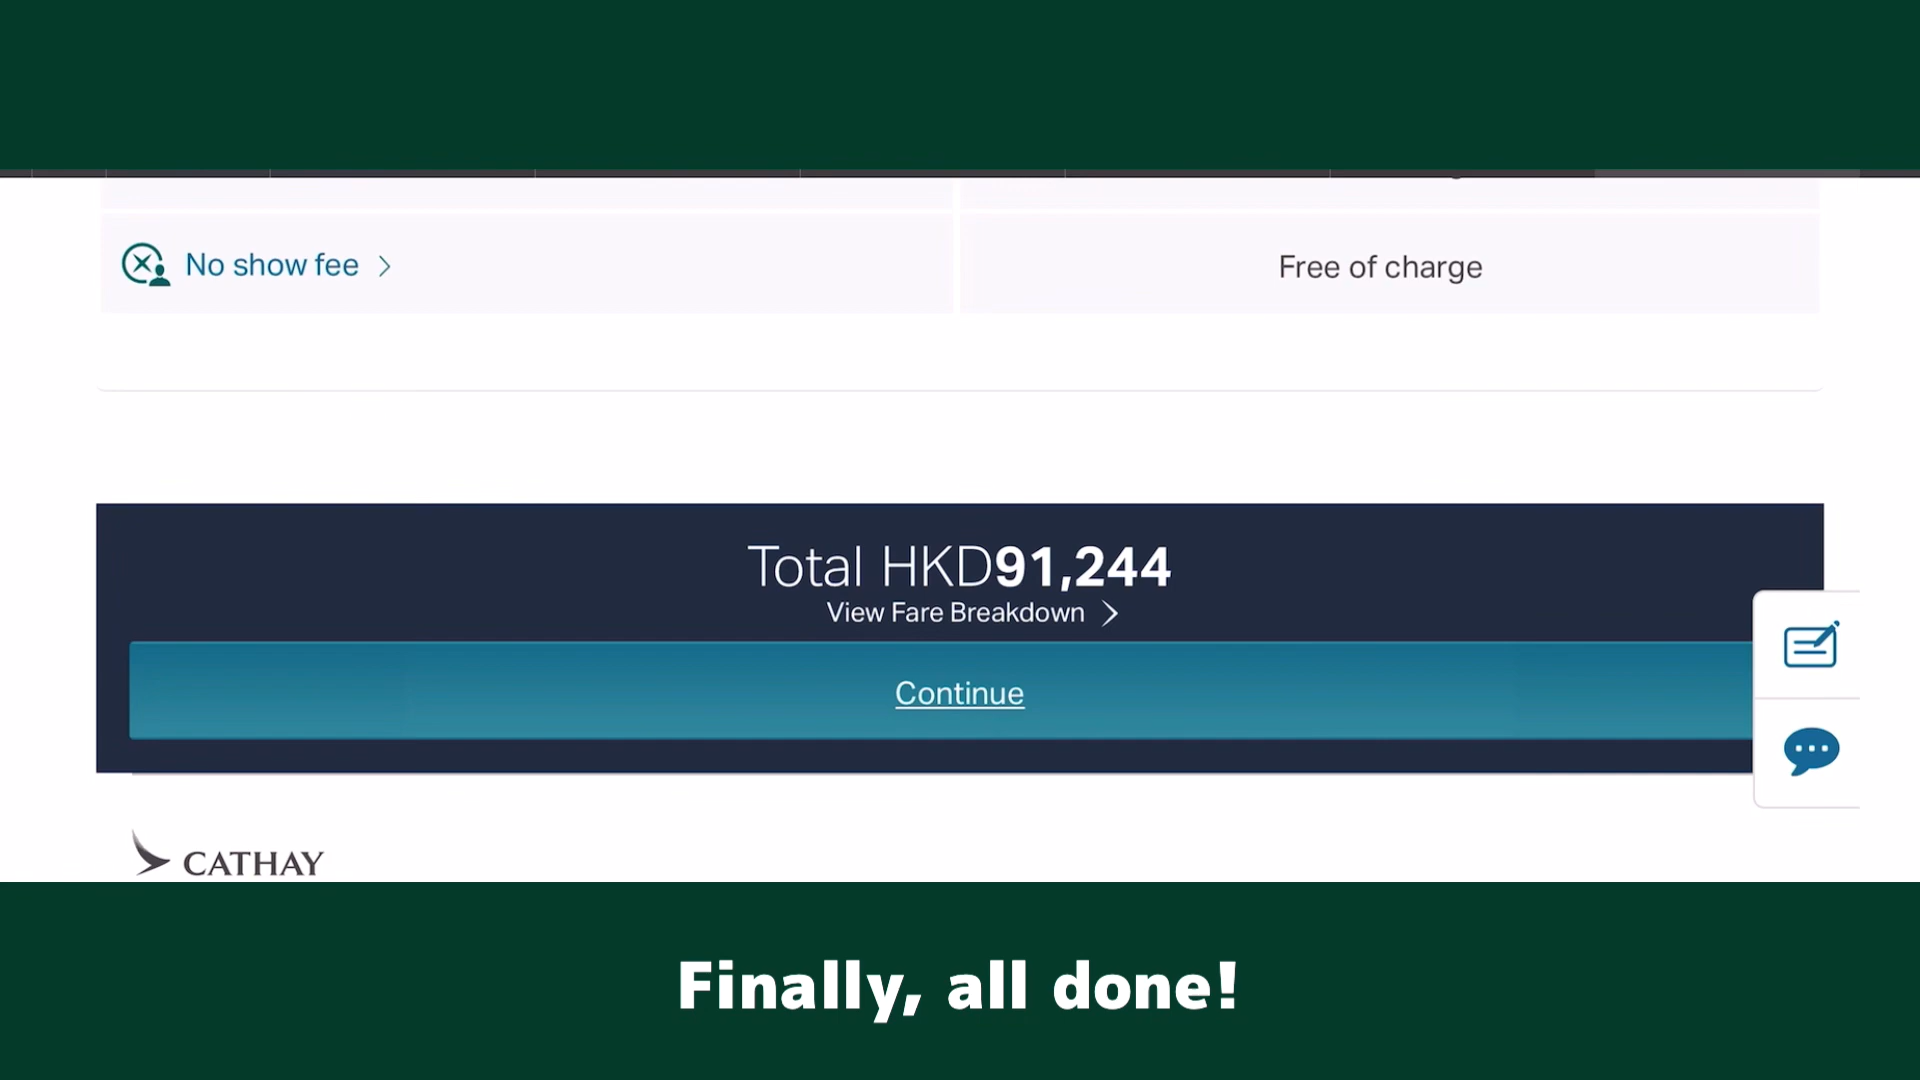 No show fee
Free of charge
Total HKD91,244
View Fare Breakdown
Continue
CATHAY
Finally, all done!